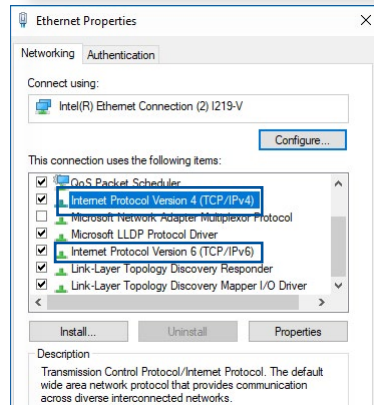 Ethernet Properties
Networking Authentication
Connect using:
Intel(R) Ethernet Connection (2) I219-V
Configure...
This connection uses the following items:
QoS Packet Scheduler
Internet Protocol Version 4 (TCP/IPv4)
Microsoft Network Adapter Multiplexor Protocol
Microsoft LLDP Protocol Driver
Internet Protocol Version 6 (TCP/IPv6)
Link-Layer Topology Discovery Responder
Link-Layer Topology Discovery Mapper I/O Driver
Install... Uninstall Properties
Description
Transmission Control Protocol/Internet Protocol. The default
wide area network protocol that provides communication
across diverse interconnected networks.